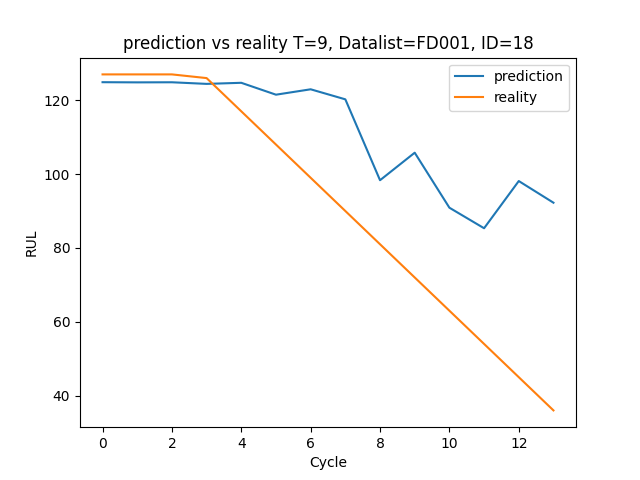 prediction vs reality T=9, Datalist=FD001, ID=18
prediction
reality
120
100
80
60
40
RUL
0 2 4 6 8 10 12
Cycle